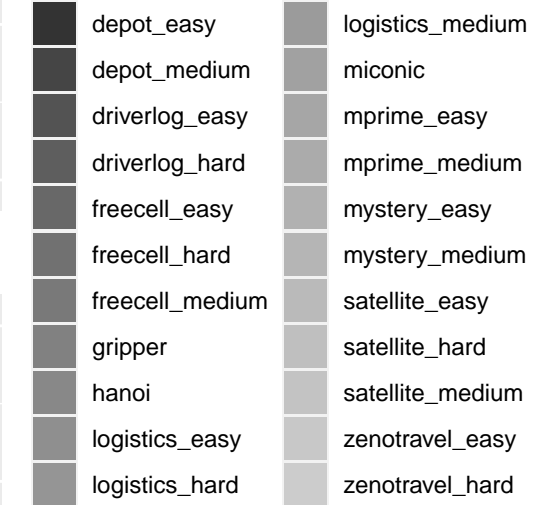 depot_easy
depot_medium
driverlog_easy
driverlog_hard
freecell_easy
freecell_hard
freecell_medium
gripper
hanoi
logistics_easy
logistics_hard
logistics_medium
miconic
mprime_easy
mprime_medium
mystery_easy
mystery_medium
satellite_easy
satellite_hard
satellite_medium
zenotravel_easy
zenotravel_hard